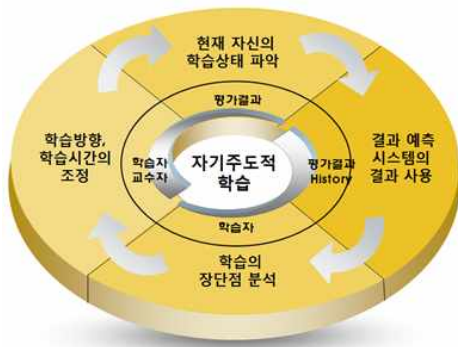 현재 자신의
학습상태 파악
평가결과
학습방향,
학습시간의
조정
학습자
교수자
자기주도적
학습
평가결과
History
결과 예측
시스템의
결과 사용
학습자
학습의
장단점 분석